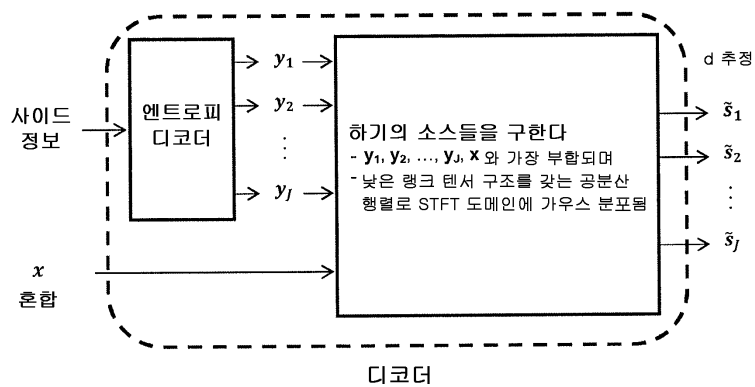 사이드
정보
엔트로피
디코더
y₁
y₂
⋮
y_J
x
혼합
하기의 소스들을 구한다
- y₁, y₂, ..., y_J, x 와 가장 부합되며
- 낮은 랭크 텐서 구조를 갖는 공분산
행렬로 STFT 도메인에 가우스 분포됨
d 추정
s̃₁
s̃₂
⋮
s̃_J
디코더